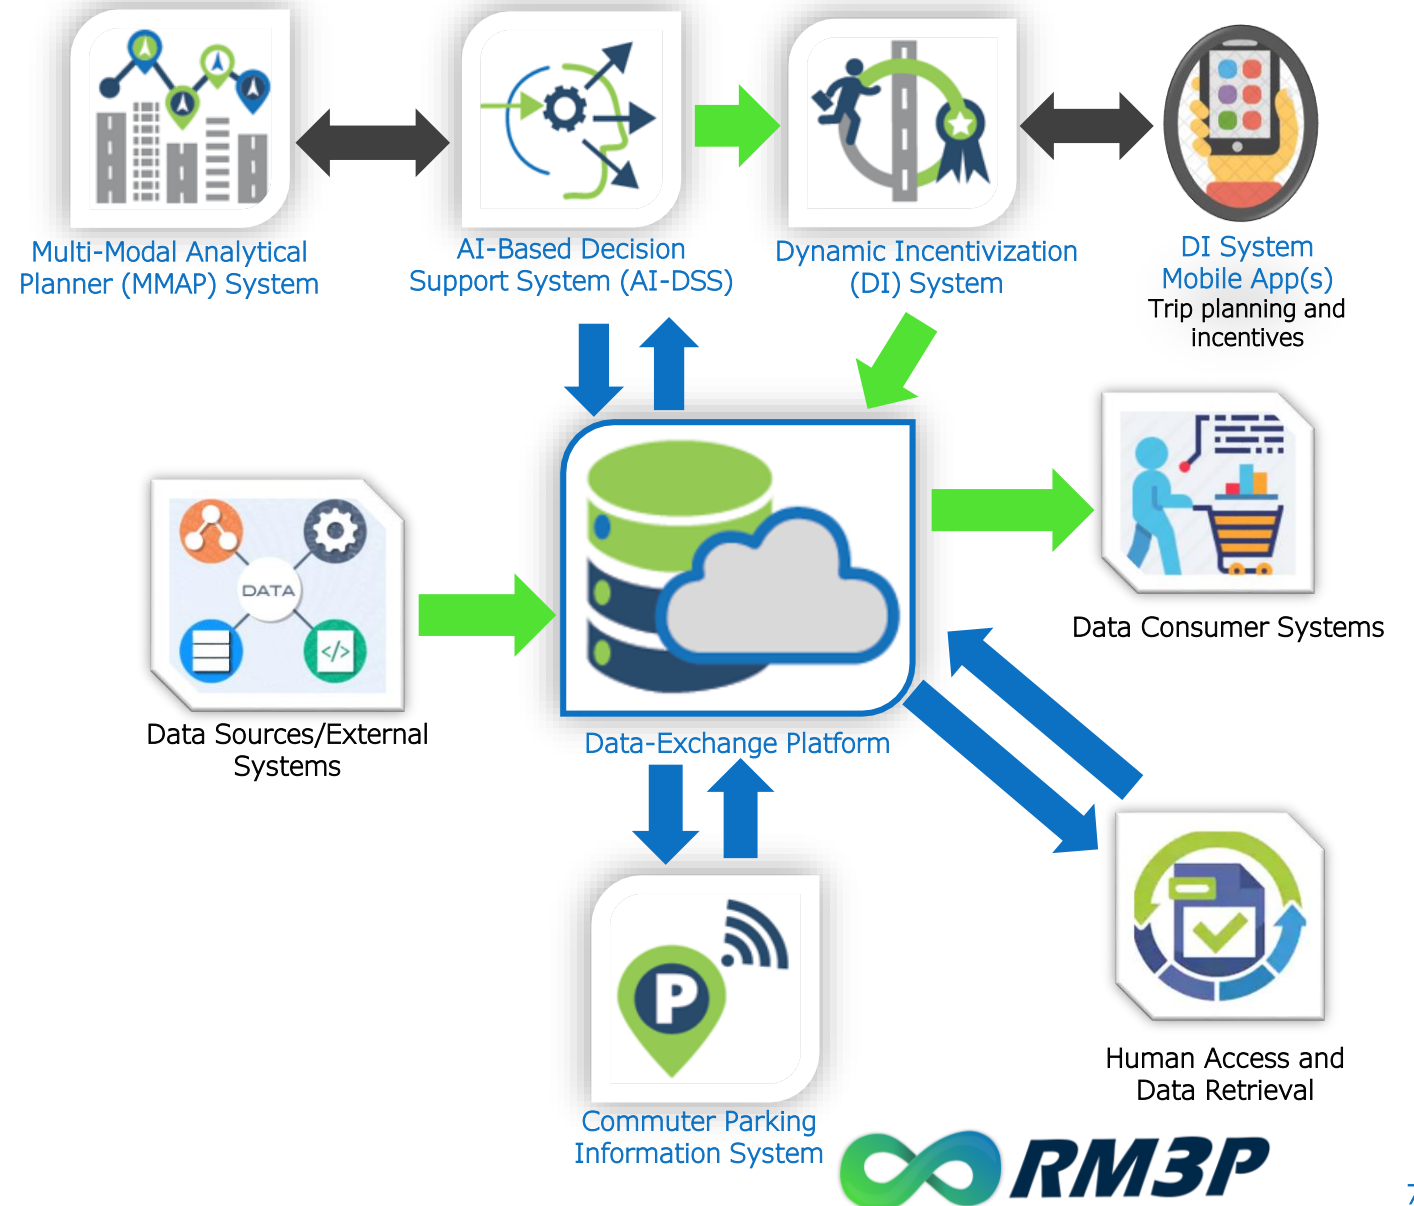 Multi-Modal Analytical
Planner (MMAP) System
AI-Based Decision
Support System (AI-DSS)
Dynamic Incentivization
(DI) System
DI System
Mobile App(s)
Trip planning and
incentives
DATA
</>
Data Sources/External
Systems
Data-Exchange Platform
Data Consumer Systems
P
Commuter Parking
Information System
Human Access and
Data Retrieval
RM3P
7